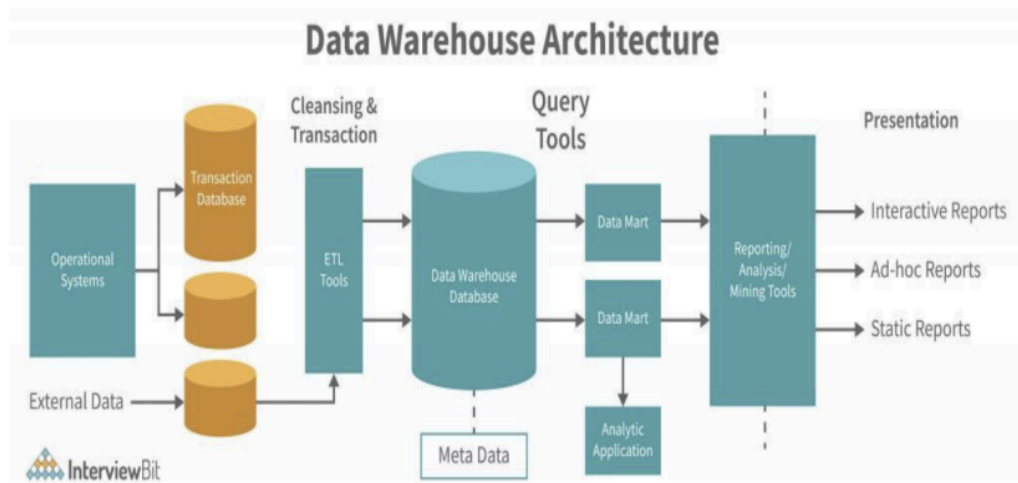 Data Warehouse Architecture
Cleansing &
Transaction
Query
Tools
Presentation
Operational
Systems
Transaction
Database
ETL
Tools
Data Warehouse
Database
Data Mart
Data Mart
Reporting/
Analysis/
Mining Tools
Interactive Reports
Ad-hoc Reports
Static Reports
External Data
Meta Data
Analytic
Application
InterviewBit